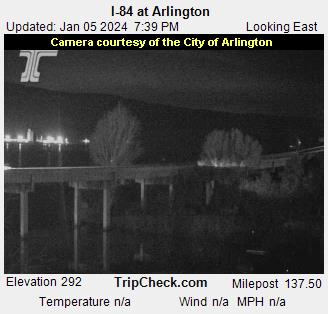 I-84 at Arlington
Updated: Jan 05 2024 7:39 PM Looking East
Camera courtesy of the City of Arlington
Elevation 292 TripCheck.com Milepost 137.50
Temperature n/a Wind n/a MPH n/a